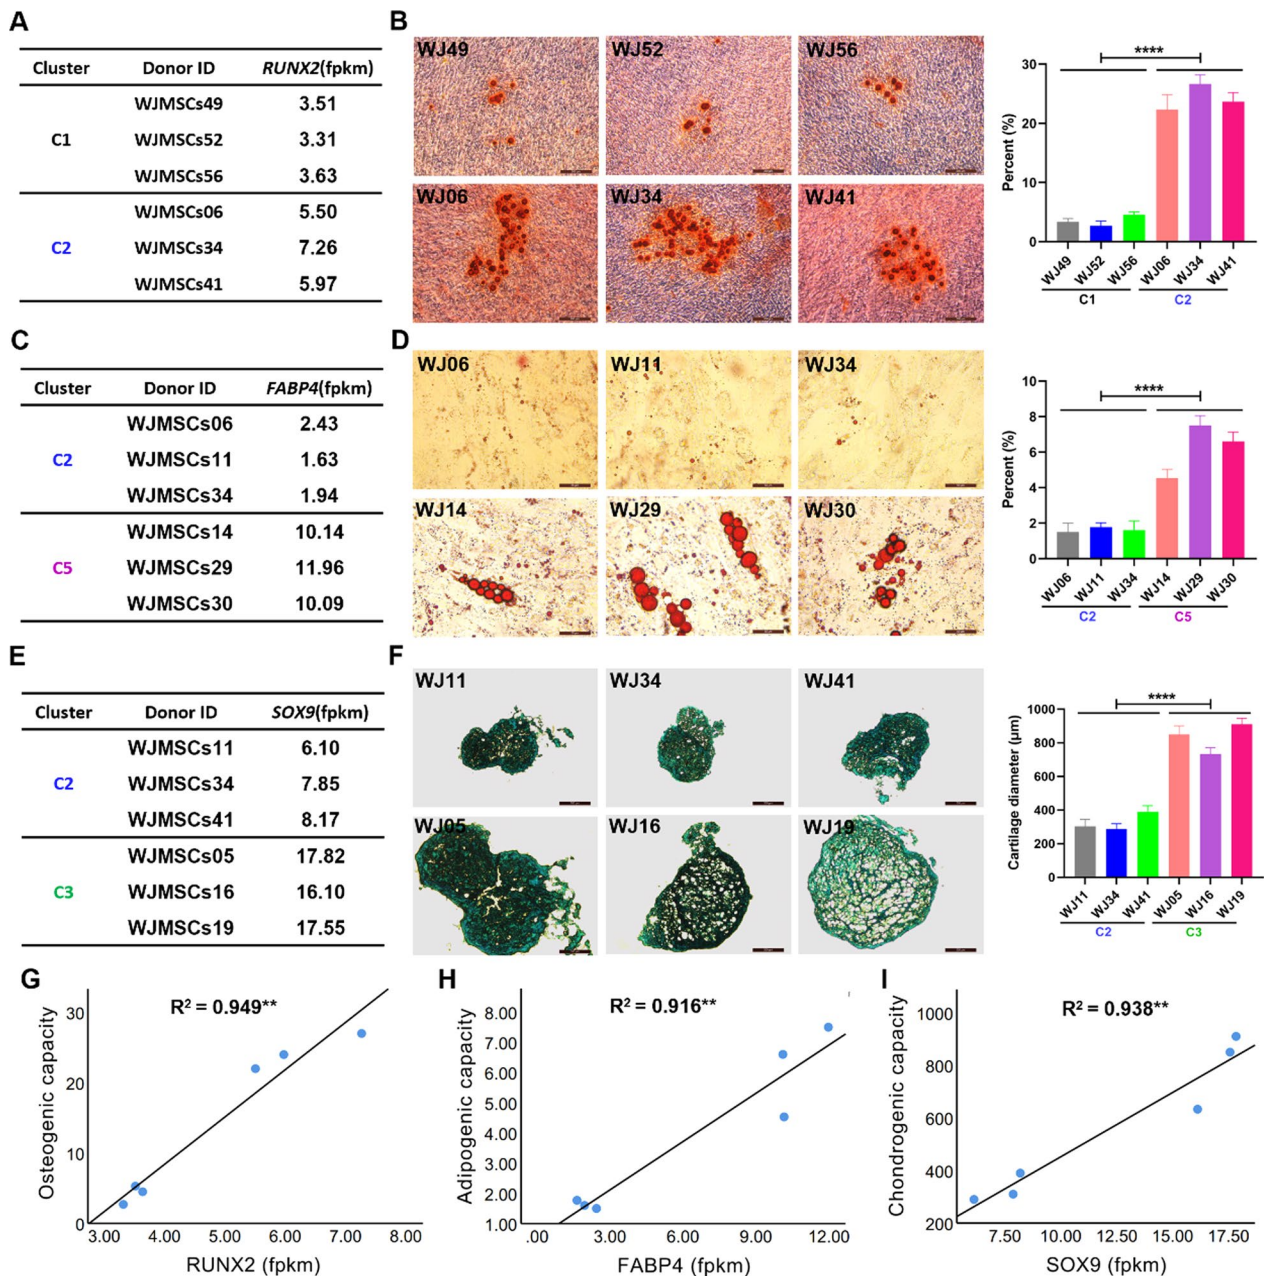 A
Cluster Donor ID RUNX2(fpkm)
WJMSCs49 3.51
C1 WJMSCs52 3.31
WJMSCs56 3.63
WJMSCs06 5.50
C2 WJMSCs34 7.26
WJMSCs41 5.97
B
WJ49 WJ52 WJ56
WJ06 WJ34 WJ41
****
Percent (%)
30
20
10
0
WJ49 WJ52 WJ56 WJ06 WJ34 WJ41
C1 C2
C
Cluster Donor ID FABP4(fpkm)
WJMSCs06 2.43
C2 WJMSCs11 1.63
WJMSCs34 1.94
WJMSCs14 10.14
C5 WJMSCs29 11.96
WJMSCs30 10.09
D
WJ06 WJ11 WJ34
WJ14 WJ29 WJ30
****
Percent (%)
10
8
6
4
2
0
WJ06 WJ11 WJ34 WJ14 WJ29 WJ30
C2 C5
E
Cluster Donor ID SOX9(fpkm)
WJMSCs11 6.10
C2 WJMSCs34 7.85
WJMSCs41 8.17
WJMSCs05 17.82
C3 WJMSCs16 16.10
WJMSCs19 17.55
F
WJ11 WJ34 WJ41
WJ05 WJ16 WJ19
****
Cartilage diameter (μm)
1000
800
600
400
200
0
WJ11 WJ34 WJ41 WJ05 WJ16 WJ19
C2 C3
G
R² = 0.949**
Osteogenic capacity
30
20
10
0
3.00 4.00 5.00 6.00 7.00 8.00
RUNX2 (fpkm)
H
R² = 0.916**
Adipogenic capacity
8.00
7.00
6.00
5.00
4.00
3.00
2.00
1.00
.00 3.00 6.00 9.00 12.00
FABP4 (fpkm)
I
R² = 0.938**
Chondrogenic capacity
1000
800
600
400
200
7.50 10.00 12.50 15.00 17.50
SOX9 (fpkm)